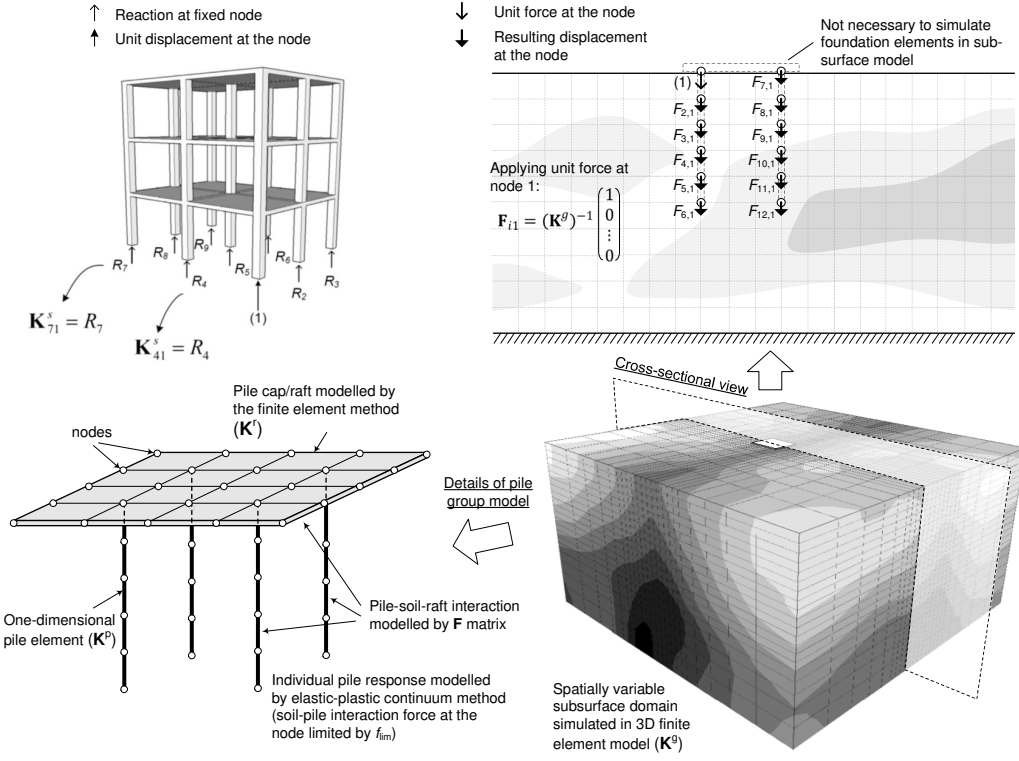 Reaction at fixed node
Unit displacement at the node
R7
R8
R9
R4
R5
R6
R2
R3
(1)
K^s_71 = R7
K^s_41 = R4
Unit force at the node
Resulting displacement
at the node
Not necessary to simulate
foundation elements in sub-
surface model
(1)
F7,1
F2,1
F8,1
F3,1
F9,1
F4,1
F10,1
F5,1
F11,1
F6,1
F12,1
Applying unit force at
node 1:
F_i1 = (K^g)^−1 (1 0 ⋮ 0)
Cross-sectional view
Pile cap/raft modelled by
the finite element method
(K^r)
nodes
Details of pile
group model
One-dimensional
pile element (K^p)
Pile-soil-raft interaction
modelled by F matrix
Individual pile response modelled
by elastic-plastic continuum method
(soil-pile interaction force at the
node limited by f_lim)
Spatially variable
subsurface domain
simulated in 3D finite
element model (K^g)